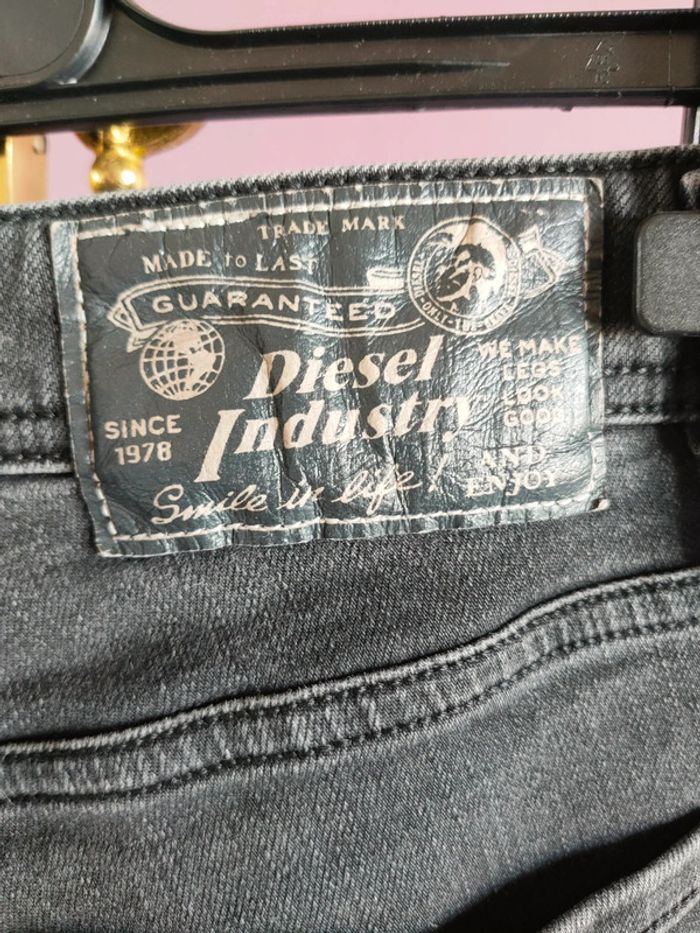 TRADE MARK
MADE to LAST
GUARANTEED
Diesel
Industry
SINCE
1978
Smile in life!
WE MAKE
LEGS
LOOK
GOOD
AND
ENJOY